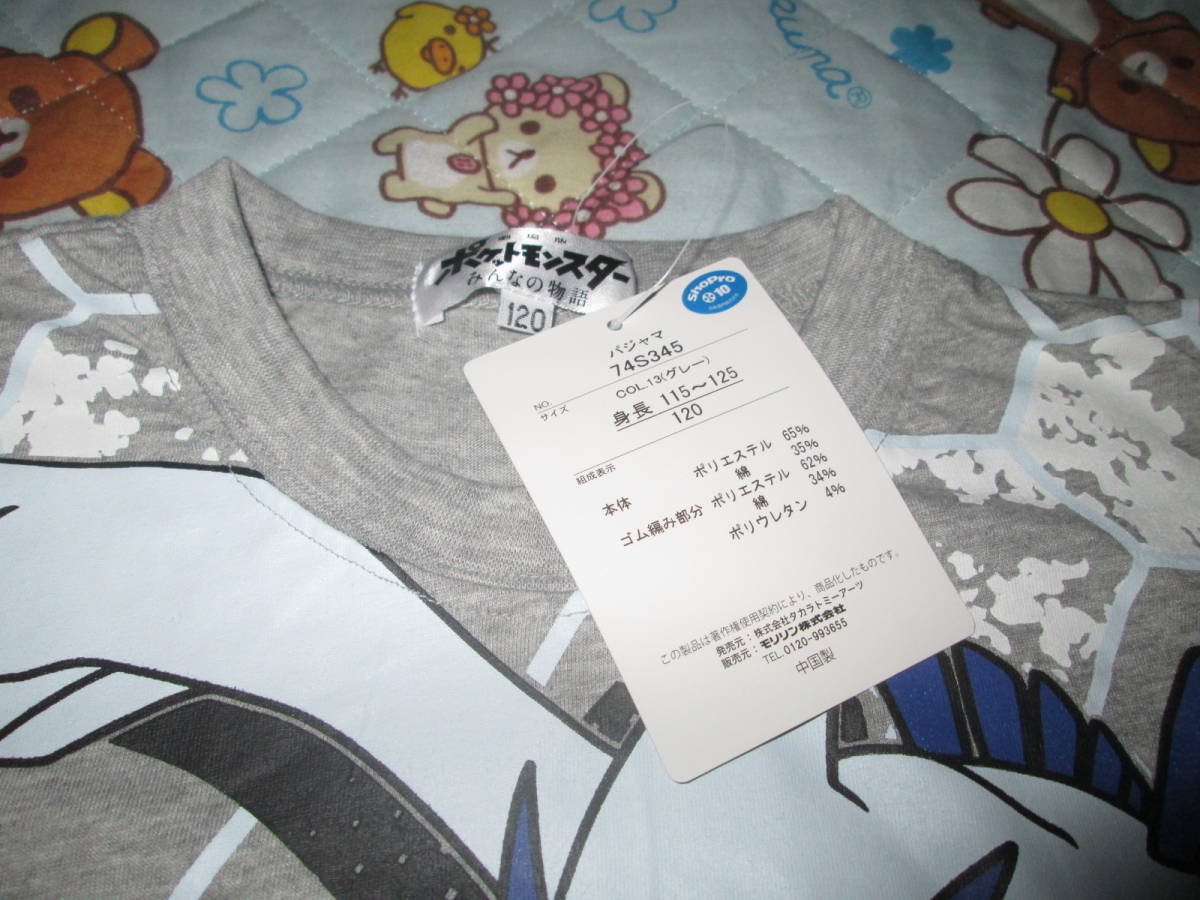 ポケットモンスター
みんなの物語
120
ShoPro
10
パジャマ
NO. 74S345
COL.13(グレー)
サイズ 身長 115~125
120
組成表示
本体 ポリエステル 65%
綿 35%
ゴム編み部分 ポリエステル 62%
綿 34%
ポリウレタン 4%
この製品は著作権使用契約により、商品化したものです。
発売元:株式会社タカラトミーアーツ
販売元:モリリン株式会社
TEL.0120-993655
中国製